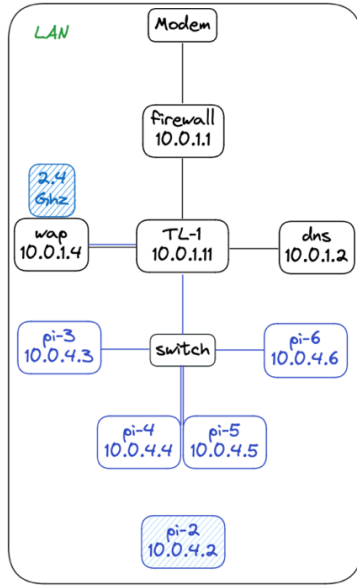 LAN
Modem
firewall
10.0.1.1
2.4
Ghz
wap
10.0.1.4
TL-1
10.0.1.11
dns
10.0.1.2
pi-3
10.0.4.3
switch
pi-6
10.0.4.6
pi-4
10.0.4.4
pi-5
10.0.4.5
pi-2
10.0.4.2